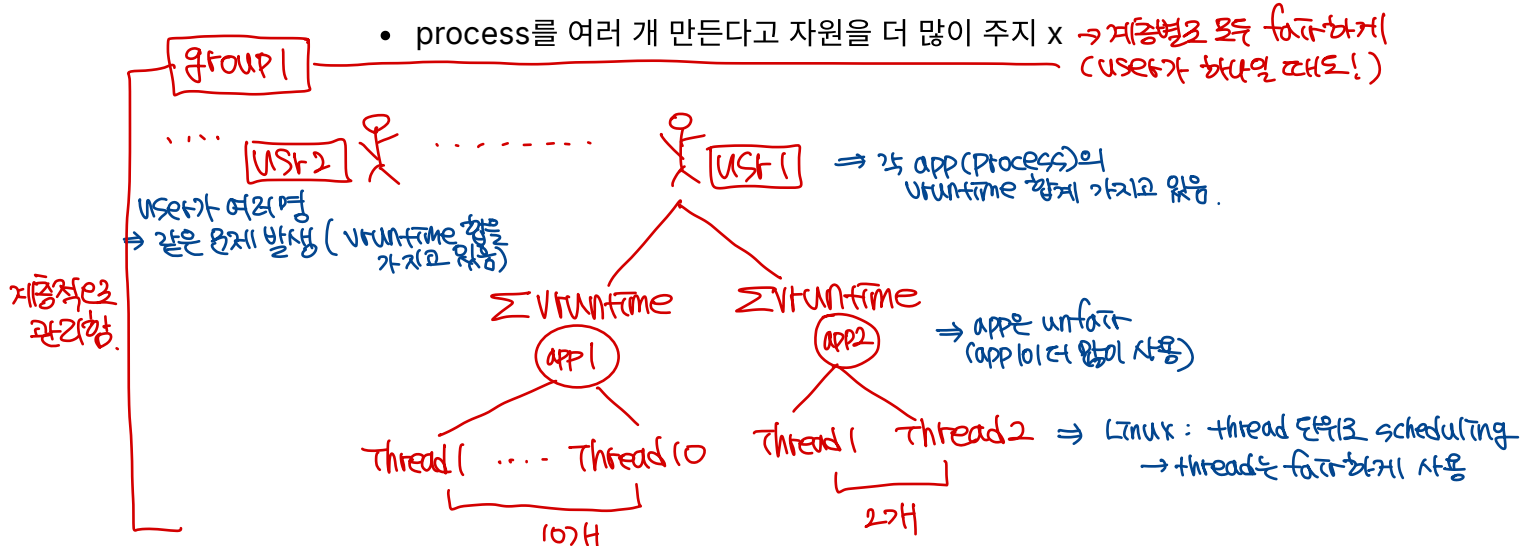 • process를 여러 개 만든다고 자원을 더 많이 주지 x → 계층별로 모두 fair하게
(user가 하나일 때도!)
group1
usr2
usr1
⇒ 각 app(process)의
vruntime 합계 가지고 있음.
user가 여러명
⇒ 같은 문제 발생 (vruntime 합을
가지고 있음)
계층적으로
관리함.
∑vruntime
∑vruntime
app1
app2
⇒ app은 unfair
(app1이 더 많이 사용)
Thread1 ···· Thread10
Thread1 Thread2
⇒ Linux : thread 단위로 scheduling
→ thread는 fair하게 사용
10개
2개